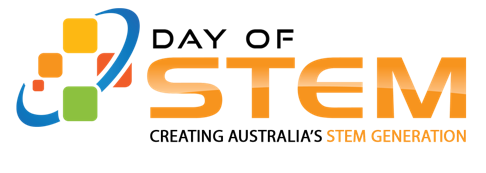 DAY OF
STEM
CREATING AUSTRALIA'S STEM GENERATION